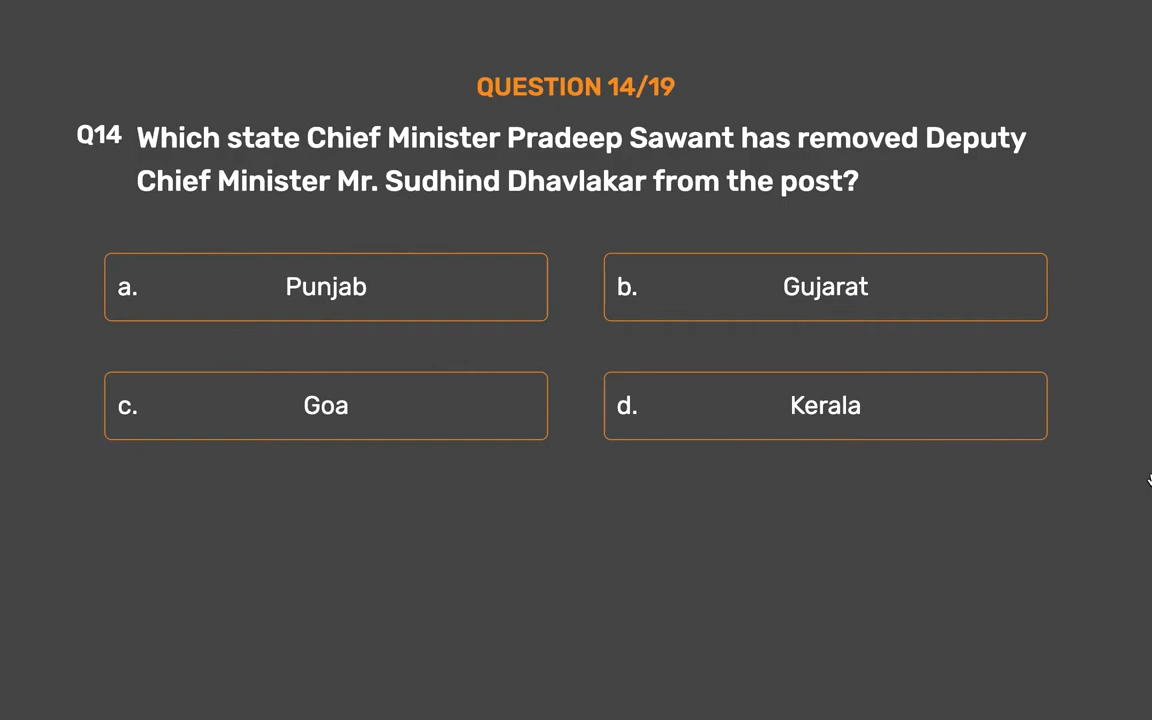 QUESTION 14/19
Q14 Which state Chief Minister Pradeep Sawant has removed Deputy
Chief Minister Mr. Sudhind Dhavlakar from the post?
a. Punjab
b. Gujarat
c. Goa
d. Kerala